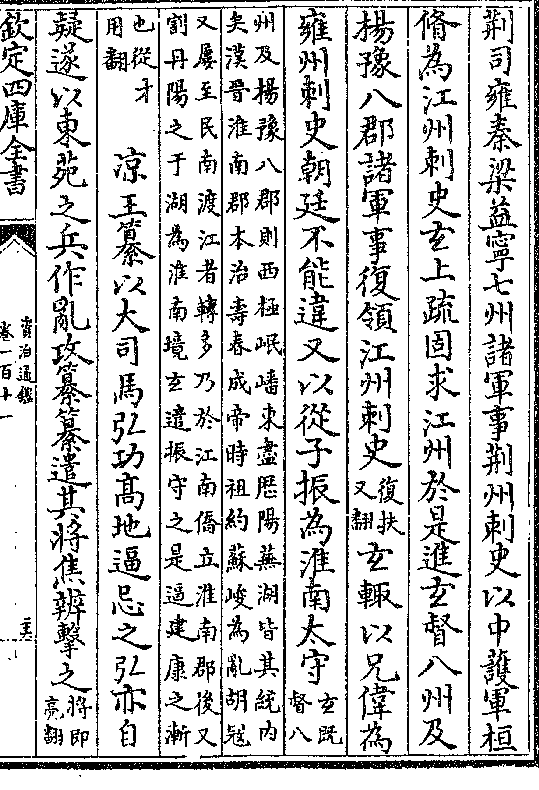 荆司雍秦梁益寧七州諸軍事荆州刺史以中護軍桓
脩為江州刺史玄上疏固求江州於是進玄督八州及
揚豫八郡諸軍事復領江州刺史復扶又翻玄輒以兄偉為
雍州刺史朝廷不能違又以從子振為淮南太守玄既督八
州及揚豫八郡則西極岷嶓東盡歴陽蕪湖皆其統内
矣漢晉淮南郡本治壽春成帝時祖約蘇峻為亂胡冦
又屢至民南渡江者轉多乃於江南僑立淮南郡後又
割丹陽之于湖為淮南境玄遣振守之是逼建康之漸
也從才用翻 涼王纂以大司馬弘功高地逼忌之弘亦自
疑遂以東苑之兵作亂攻纂纂遣其將焦辨擊之將即亮翻
欽定四庫全書
資治通鑑
卷一百十一